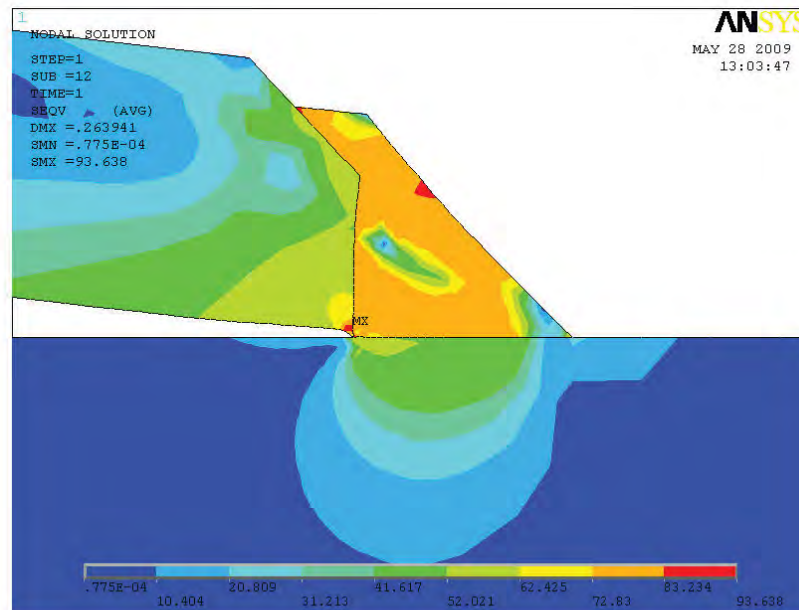 1
ANSYS
NODAL SOLUTION
MAY 28 2009
13:03:47
STEP=1
SUB =12
TIME=1
SEQV (AVG)
DMX =.263941
SMN =.775E-04
SMX =93.638
MX
.775E-04 20.809 41.617 62.425 83.234
10.404 31.213 52.021 72.83 93.638